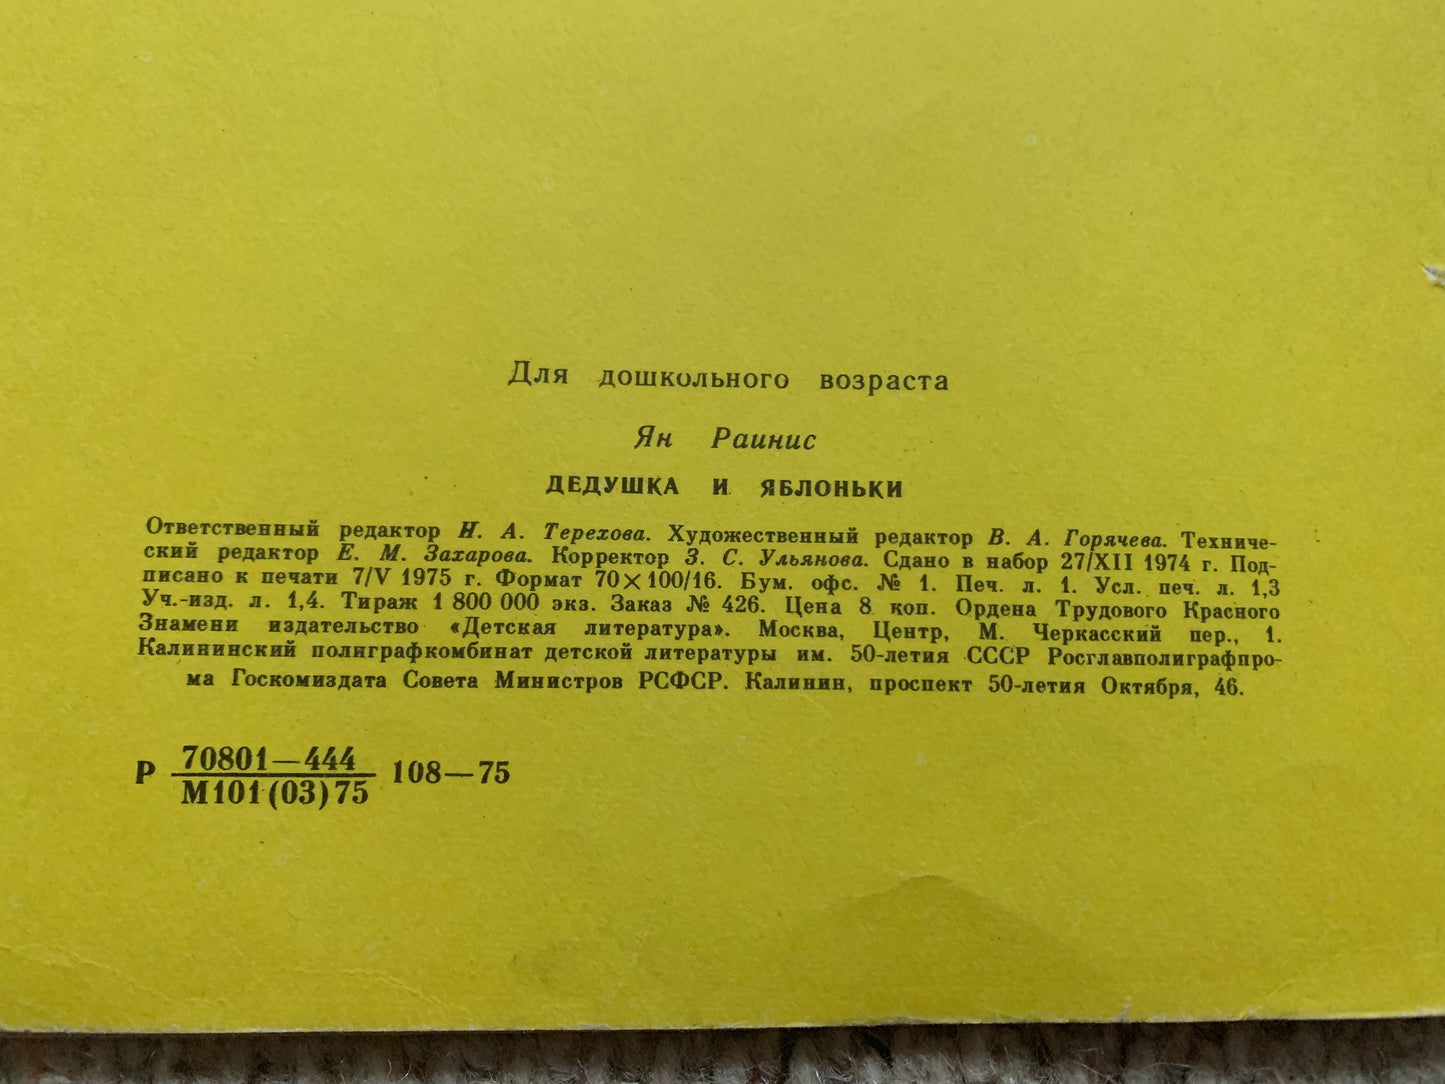 Для дошкольного возраста
Ян Раинис
ДЕДУШКА И ЯБЛОНЬКИ
Ответственный редактор Н. А. Терехова. Художественный редактор В. А. Горячева. Техниче-
ский редактор Е. М. Захарова. Корректор З. С. Ульянова. Сдано в набор 27/XII 1974 г. Под-
писано к печати 7/V 1975 г. Формат 70×100/16. Бум. офс. № 1. Печ. л. 1. Усл. печ. л. 1,3
Уч.-изд. л. 1,4. Тираж 1 800 000 экз. Заказ № 426. Цена 8 коп. Ордена Трудового Красного
Знамени издательство «Детская литература». Москва, Центр, М. Черкасский пер., 1.
Калининский полиграфкомбинат детской литературы им. 50-летия СССР Росглавполиграфпро-
ма Госкомиздата Совета Министров РСФСР. Калинин, проспект 50-летия Октября, 46.
Р 70801—444 108—75
М101(03)75